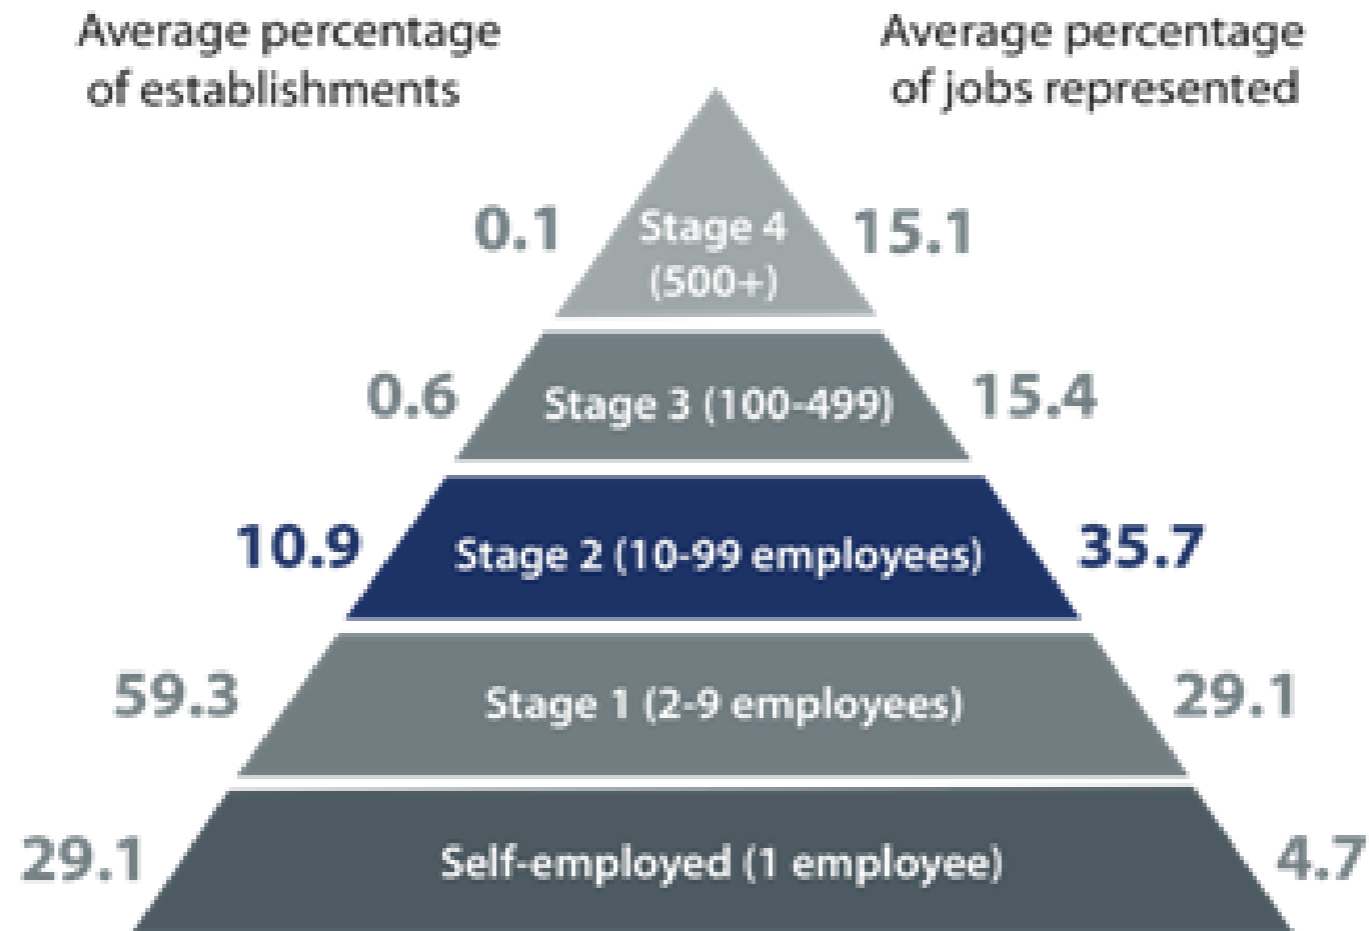 Average percentage
of establishments
Average percentage
of jobs represented
0.1
Stage 4
(500+)
15.1
0.6
Stage 3 (100-499)
15.4
10.9
Stage 2 (10-99 employees)
35.7
59.3
Stage 1 (2-9 employees)
29.1
29.1
Self-employed (1 employee)
4.7